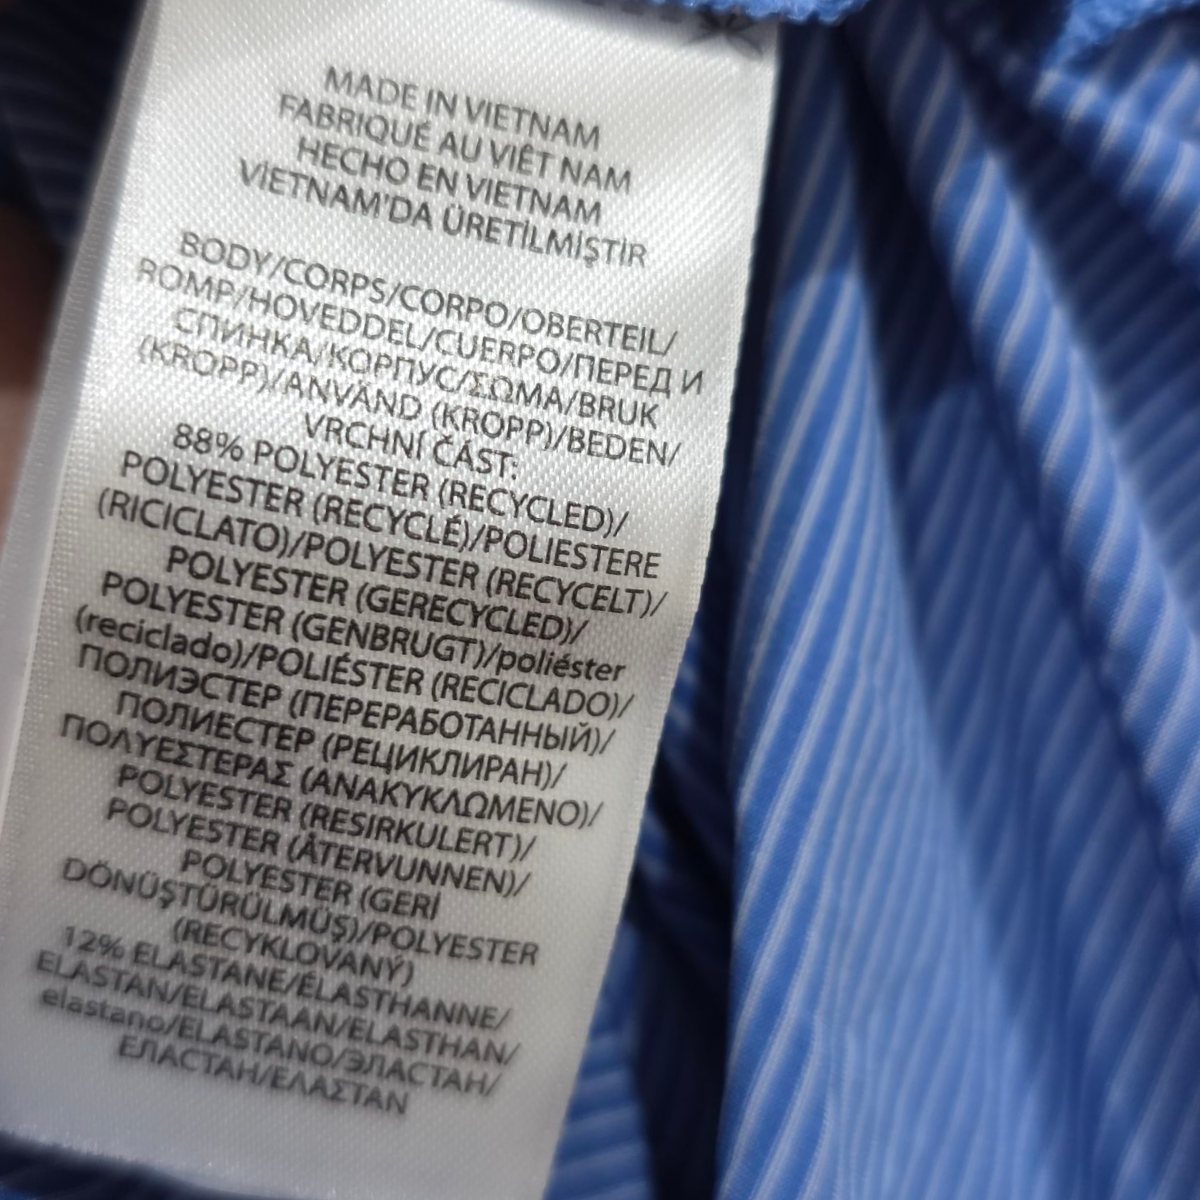 MADE IN VIETNAM
FABRIQUÉ AU VIÊT NAM
HECHO EN VIETNAM
VİETNAM'DA ÜRETİLMİŞTİR
BODY/CORPS/CORPO/OBERTEIL/
ROMP/HOVEDDEL/CUERPO/ПЕРЕД И
СПИНКА/КОРПУС/ΣΩΜΑ/BRUK
(KROPP)/ANVÄND (KROPP)/BEDEN/
VRCHNÍ ČÁST:
88% POLYESTER (RECYCLED)/
POLYESTER (RECYCLÉ)/POLIESTERE
(RICICLATO)/POLYESTER (RECYCELT)/
POLYESTER (GERECYCLED)/
POLYESTER (GENBRUGT)/poliéster
(reciclado)/POLIÉSTER (RECICLADO)/
ПОЛИЭСТЕР (ПЕРЕРАБОТАННЫЙ)/
ПОЛИЕСТЕР (РЕЦИКЛИРАН)/
ΠΟΛΥΕΣΤΕΡΑΣ (ΑΝΑΚΥΚΛΩΜΕΝΟ)/
POLYESTER (RESIRKULERT)/
POLYESTER (ÅTERVUNNEN)/
POLYESTER (GERİ
DÖNÜŞTÜRÜLMÜŞ)/POLYESTER
(RECYKLOVANÝ)
12% ELASTANE/ÉLASTHANNE/
ELASTAN/ELASTAAN/ELASTHAN/
elastano/ELASTANO/ЭЛАСТАН/
ЕЛАСТАН/ΕΛΑΣΤΑΝ